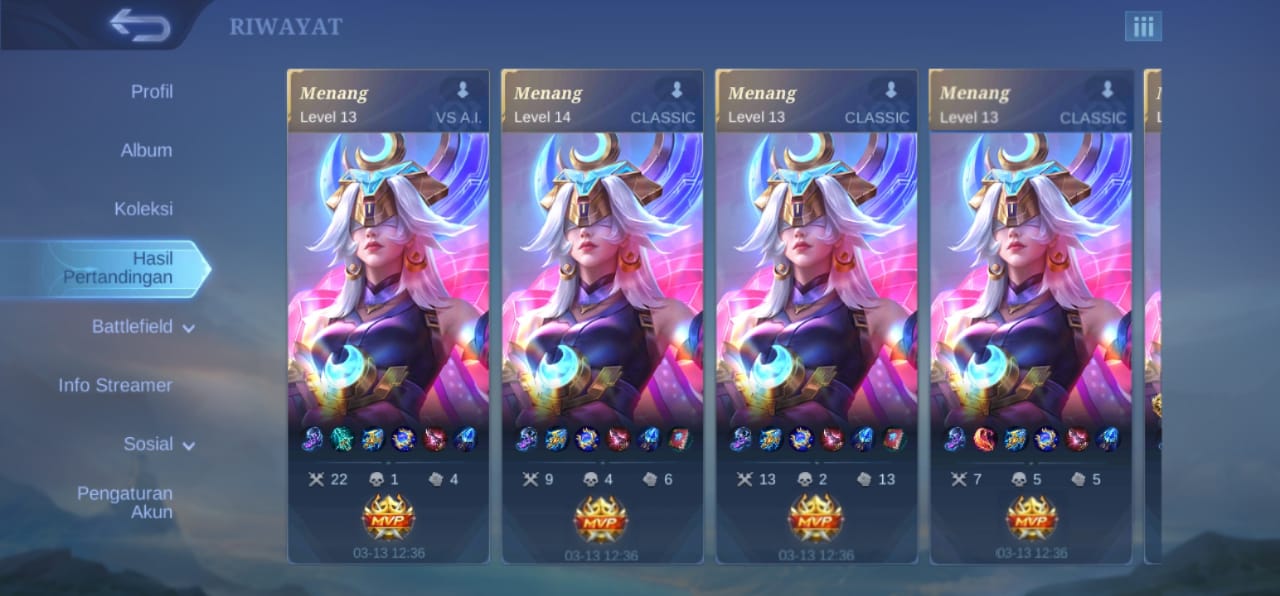 RIWAYAT
Profil
Album
Koleksi
Hasil
Pertandingan
Battlefield
Info Streamer
Sosial
Pengaturan
Akun
Menang
Level 13 VS A.I.
22 1 4
MVP
03-13 12:36
Menang
Level 14 CLASSIC
9 4 6
MVP
03-13 12:36
Menang
Level 13 CLASSIC
13 2 13
MVP
03-13 12:36
Menang
Level 13 CLASSIC
7 5 5
MVP
03-13 12:36